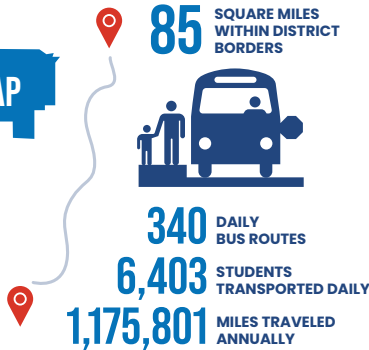 85 SQUARE MILES
WITHIN DISTRICT
BORDERS
AP
340 DAILY
BUS ROUTES
6,403 STUDENTS
TRANSPORTED DAILY
1,175,801 MILES TRAVELED
ANNUALLY